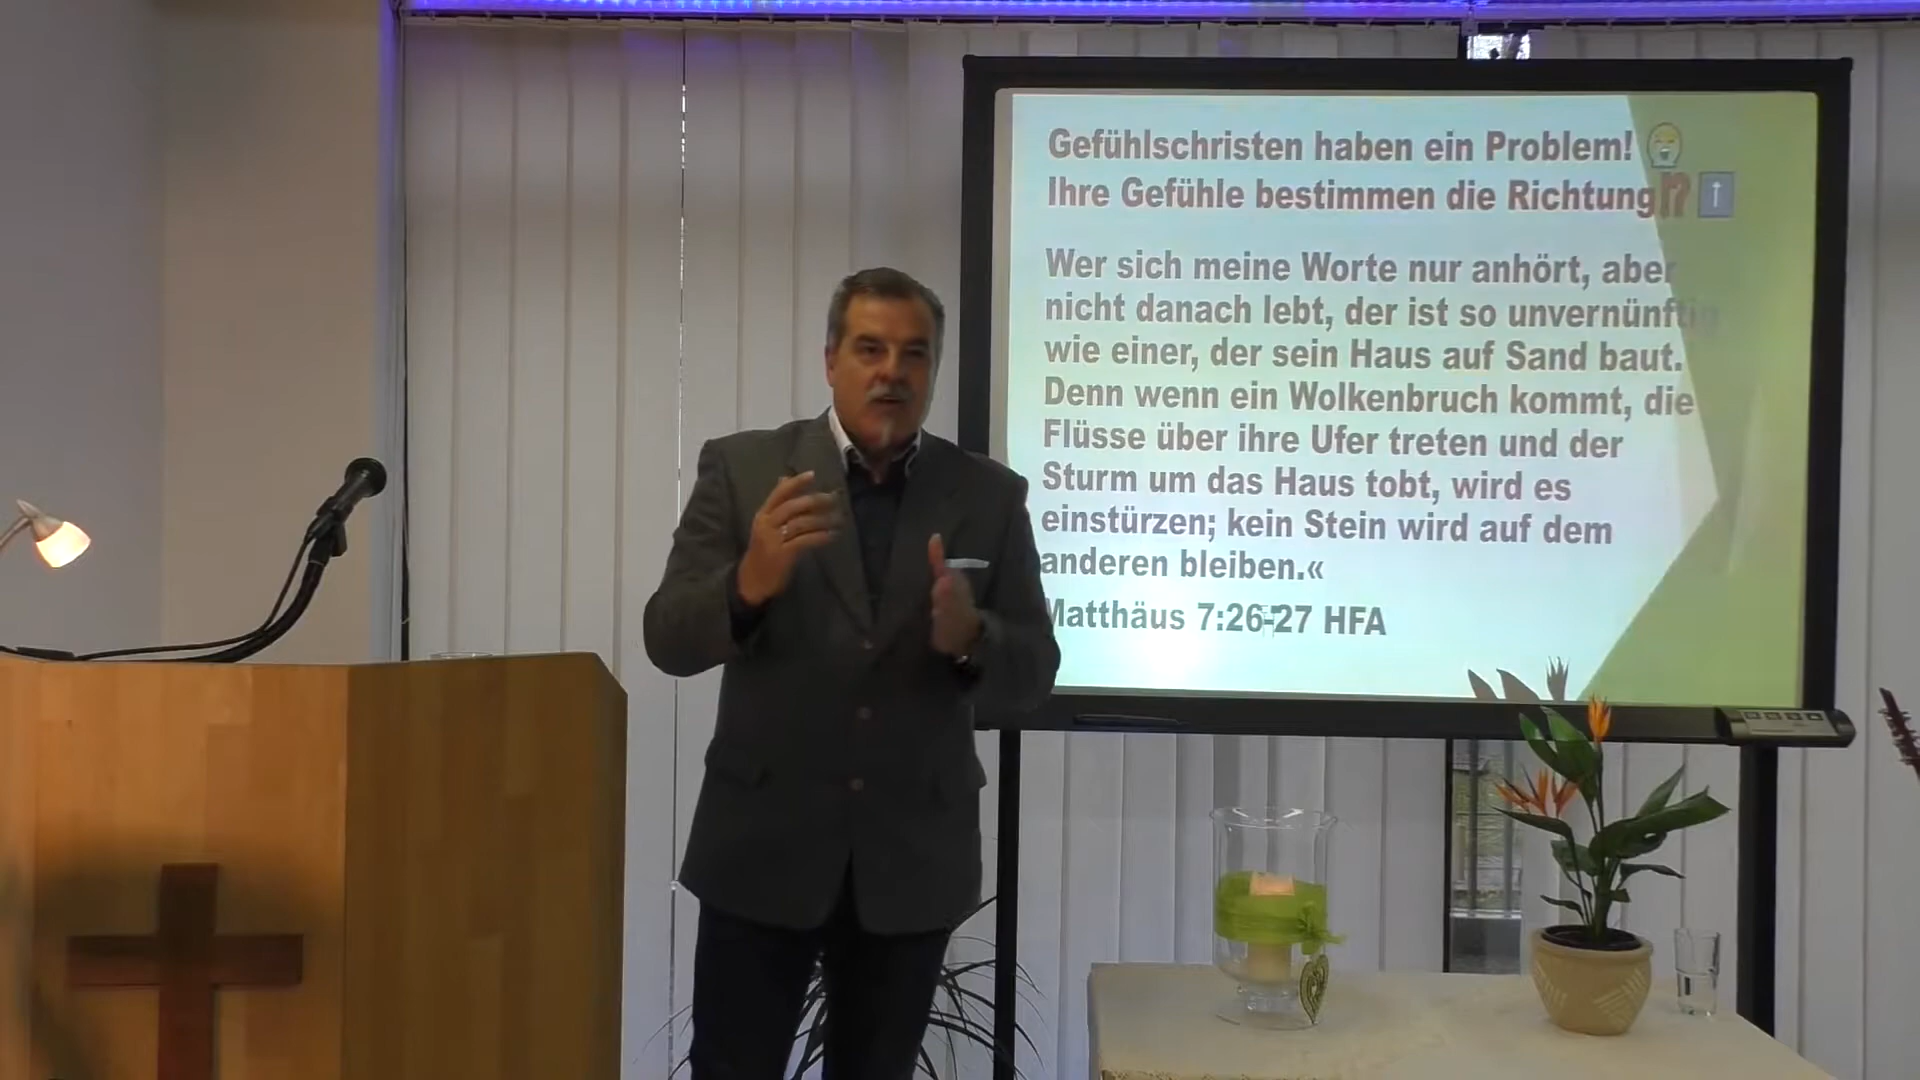 Gefühlschristen haben ein Problem!
Ihre Gefühle bestimmen die Richtung⁉
Wer sich meine Worte nur anhört, aber
nicht danach lebt, der ist so unvernünftig
wie einer, der sein Haus auf Sand baut.
Denn wenn ein Wolkenbruch kommt, die
Flüsse über ihre Ufer treten und der
Sturm um das Haus tobt, wird es
einstürzen; kein Stein wird auf dem
anderen bleiben.«
Matthäus 7:26-27 HFA